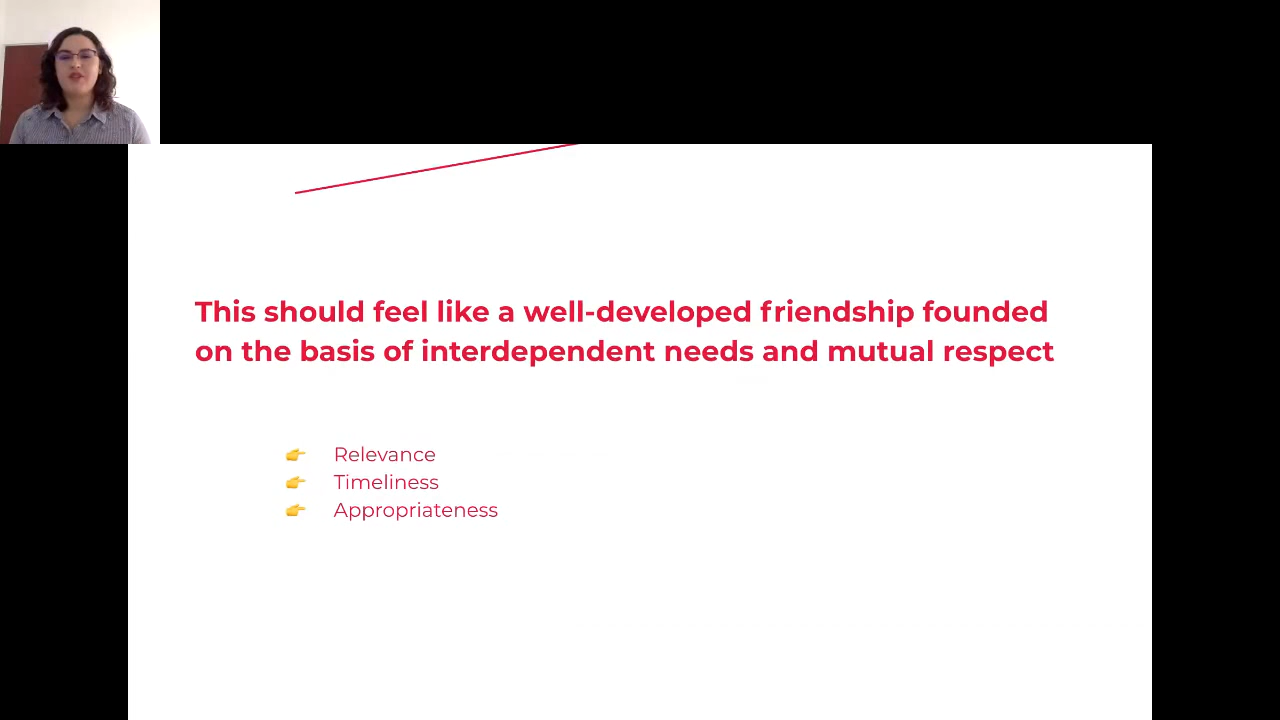 This should feel like a well-developed friendship founded
on the basis of interdependent needs and mutual respect
👉 Relevance
👉 Timeliness
👉 Appropriateness